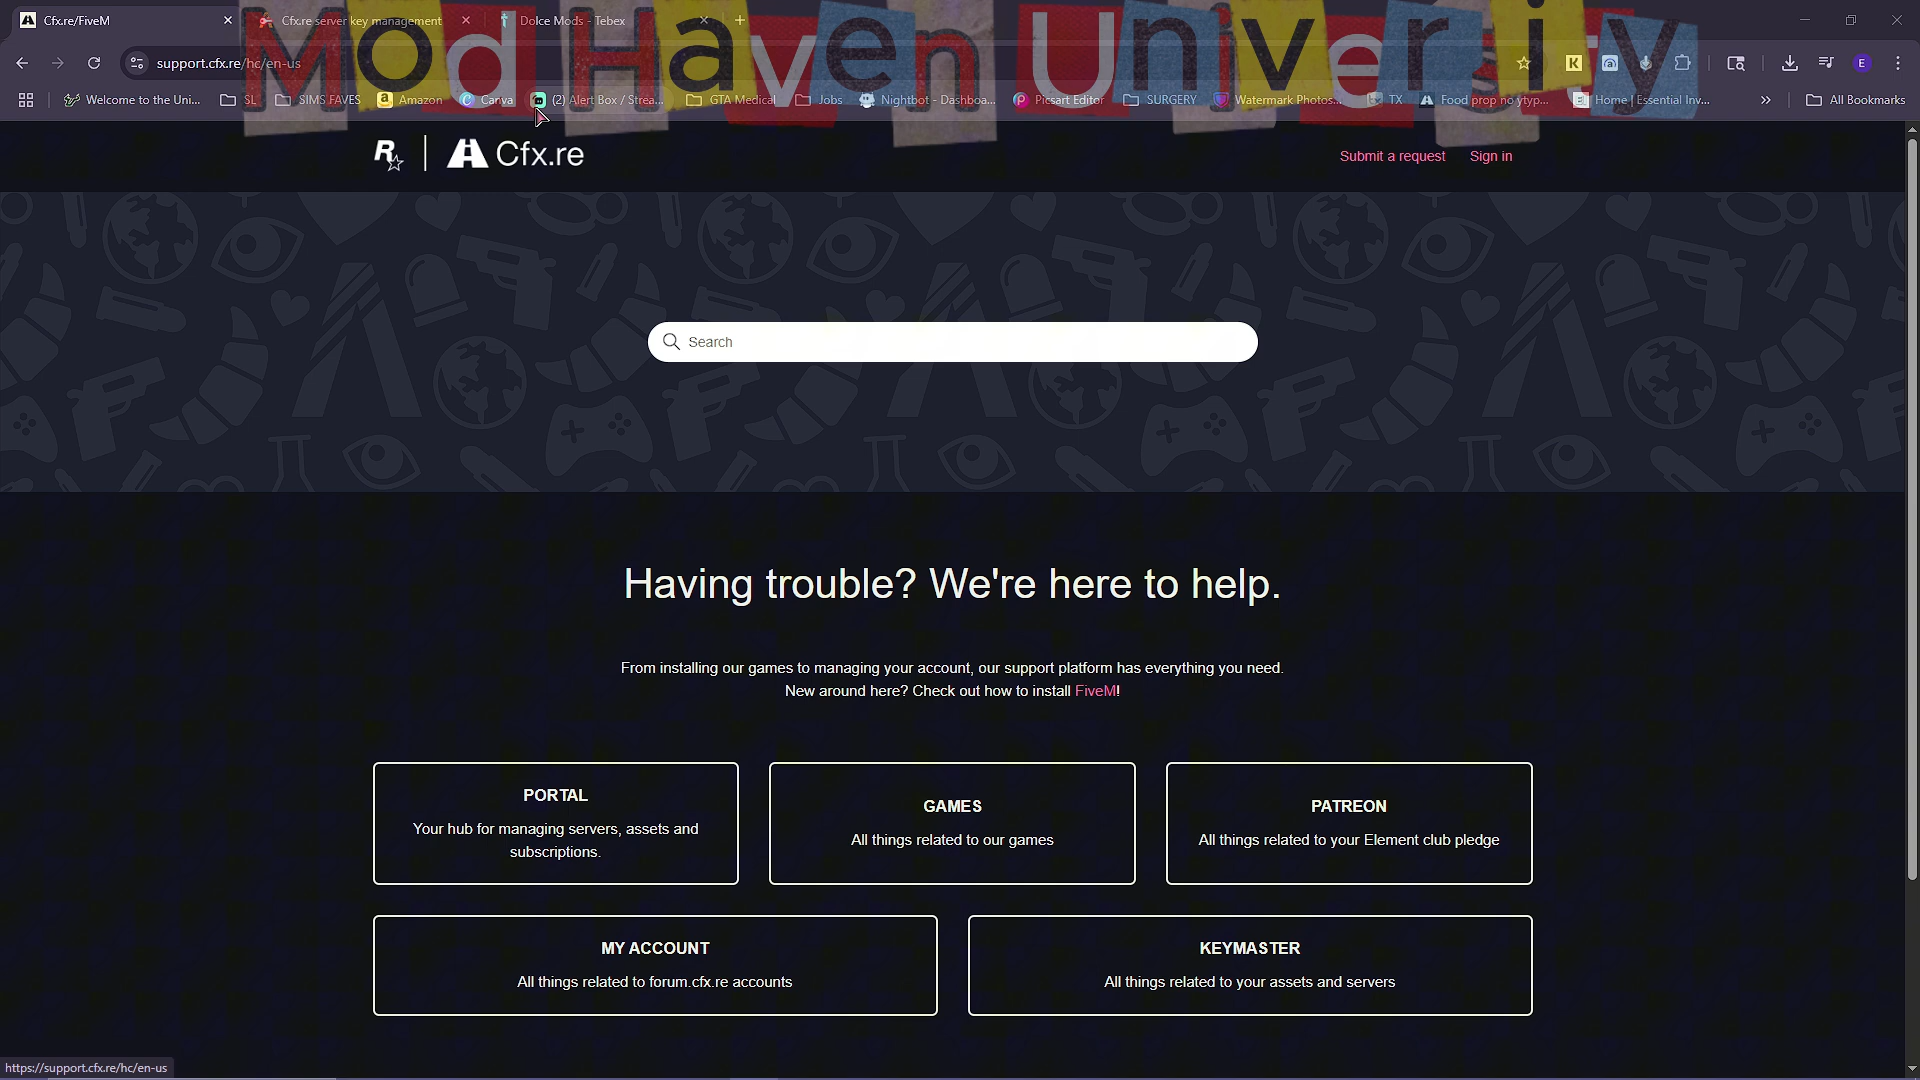 Mod Haven Univer ity
Cfx.re/FiveM
Cfx.re server key management
Dolce Mods - Tebex
support.cfx.re/hc/en-us
Welcome to the Uni...
SL
SIMS FAVES
Amazon
Canva
(2) Alert Box / Strea...
GTA Medical
Jobs
Nightbot - Dashboa...
Picsart Editor
SURGERY
Watermark Photos...
TX
Food prop no ytyp...
Home | Essential Inv...
All Bookmarks
Cfx.re
Submit a request
Sign in
Search
Having trouble? We're here to help.
From installing our games to managing your account, our support platform has everything you need.
New around here? Check out how to install FiveM!
PORTAL
Your hub for managing servers, assets and
subscriptions.
GAMES
All things related to our games
PATREON
All things related to your Element club pledge
MY ACCOUNT
All things related to forum.cfx.re accounts
KEYMASTER
All things related to your assets and servers
https://support.cfx.re/hc/en-us